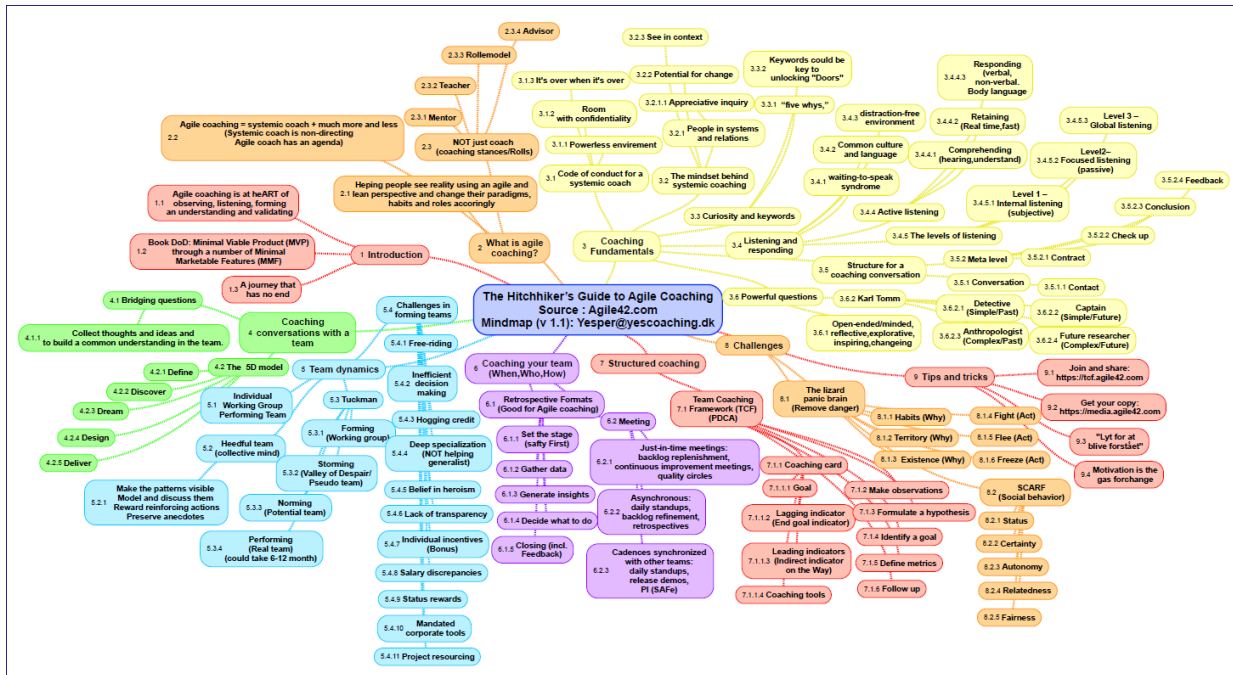 The Hitchhiker's Guide to Agile Coaching
Source : Agile42.com
Mindmap (v 1.1): Yesper@yescoaching.dk
1 Introduction
1.1 Agile coaching is at heART of
observing, listening, forming
an understanding and validating
1.2 Book DoD: Minimal Viable Product (MVP)
through a number of Minimal
Marketable Features (MMF)
1.3 A journey that
has no end
2 What is agile
coaching?
2.1 Heping people see reality using an agile and
lean perspective and change their paradigms,
habits and roles accoringly
2.2 Agile coaching = systemic coach + much more and less
(Systemic coach is non-directing
Agile coach has an agenda)
2.3 NOT just coach
(coaching stances/Rolls)
2.3.1 Mentor
2.3.2 Teacher
2.3.3 Rollemodel
2.3.4 Advisor
3 Coaching
Fundamentals
3.1 Code of conduct for
a systemic coach
3.1.1 Powerless envirement
3.1.2 Room
with confidentiality
3.1.3 It's over when it's over
3.2 The mindset behind
systemic coaching
3.2.1 People in systems
and relations
3.2.1.1 Appreciative inquiry
3.2.2 Potential for change
3.2.3 See in context
3.3 Curiosity and keywords
3.3.1 "five whys,"
3.3.2 Keywords could be
key to
unlocking "Doors"
3.4 Listening and
responding
3.4.1 waiting-to-speak
syndrome
3.4.2 Common culture
and language
3.4.3 distraction-free
environment
3.4.4 Active listening
3.4.4.1 Comprehending
(hearing,understand)
3.4.4.2 Retaining
(Real time,fast)
3.4.4.3 Responding
(verbal,
non-verbal.
Body language
3.4.5 The levels of listening
3.4.5.1 Level 1 –
Internal listening
(subjective)
3.4.5.2 Level2–
Focused listening
(passive)
3.4.5.3 Level 3 –
Global listening
3.5 Structure for a
coaching conversation
3.5.1 Conversation
3.5.1.1 Contact
3.5.2 Meta level
3.5.2.1 Contract
3.5.2.2 Check up
3.5.2.3 Conclusion
3.5.2.4 Feedback
3.6 Powerful questions
3.6.1 Open-ended/minded,
reflective,explorative,
inspiring,changeing
3.6.2 Karl Tomm
3.6.2.1 Detective
(Simple/Past)
3.6.2.2 Captain
(Simple/Future)
3.6.2.3 Anthropologist
(Complex/Past)
3.6.2.4 Future researcher
(Complex/Future)
4 Coaching
conversations with a
team
4.1 Bridging questions
4.1.1 Collect thoughts and ideas and
to build a common understanding in the team.
4.2 The 5D model
4.2.1 Define
4.2.2 Discover
4.2.3 Dream
4.2.4 Design
4.2.5 Deliver
5 Team dynamics
5.1 Individual
Working Group
Performing Team
5.2 Heedful team
(collective mind)
5.2.1 Make the patterns visible
Model and discuss them
Reward reinforcing actions
Preserve anecdotes
5.3 Tuckman
5.3.1 Forming
(Working group)
5.3.2 Storming
(Valley of Despair/
Pseudo team)
5.3.3 Norming
(Potential team)
5.3.4 Performing
(Real team)
(could take 6-12 month)
5.4 Challenges in
forming teams
5.4.1 Free-riding
5.4.2 Inefficient
decision
making
5.4.3 Hogging credit
5.4.4 Deep specialization
(NOT helping
generalist)
5.4.5 Belief in heroism
5.4.6 Lack of transparency
5.4.7 Individual incentives
(Bonus)
5.4.8 Salary discrepancies
5.4.9 Status rewards
5.4.10 Mandated
corporate tools
5.4.11 Project resourcing
6 Coaching your team
(When,Who,How)
6.1 Retrospective Formats
(Good for Agile coaching)
6.1.1 Set the stage
(safty First)
6.1.2 Gather data
6.1.3 Generate insights
6.1.4 Decide what to do
6.1.5 Closing (incl.
Feedback)
6.2 Meeting
6.2.1 Just-in-time meetings:
backlog replenishment,
continuous improvement meetings,
quality circles
6.2.2 Asynchronous:
daily standups,
backlog refinement,
retrospectives
6.2.3 Cadences synchronized
with other teams:
daily standups,
release demos,
PI (SAFe)
7 Structured coaching
7.1 Team Coaching
Framework (TCF)
(PDCA)
7.1.1 Coaching card
7.1.1.1 Goal
7.1.1.2 Lagging indicator
(End goal indicator)
7.1.1.3 Leading indicators
(Indirect indicator
on the Way)
7.1.1.4 Coaching tools
7.1.2 Make observations
7.1.3 Formulate a hypothesis
7.1.4 Identify a goal
7.1.5 Define metrics
7.1.6 Follow up
8 Challenges
8.1 The lizard
panic brain
(Remove danger)
8.1.1 Habits (Why)
8.1.2 Territory (Why)
8.1.3 Existence (Why)
8.1.4 Fight (Act)
8.1.5 Flee (Act)
8.1.6 Freeze (Act)
8.2 SCARF
(Social behavior)
8.2.1 Status
8.2.2 Certainty
8.2.3 Autonomy
8.2.4 Relatedness
8.2.5 Fairness
9 Tips and tricks
9.1 Join and share:
https://tcf.agile42.com
9.2 Get your copy:
https://media.agile42.com
9.3 "Lyt for at
blive forstået"
9.4 Motivation is the
gas forchange